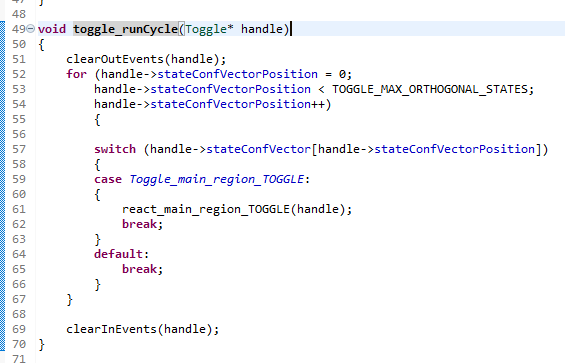 47 }
48
49 void toggle_runCycle(Toggle* handle)
50 {
51     clearOutEvents(handle);
52     for (handle->stateConfVectorPosition = 0;
53         handle->stateConfVectorPosition < TOGGLE_MAX_ORTHOGONAL_STATES;
54         handle->stateConfVectorPosition++)
55         {
56
57         switch (handle->stateConfVector[handle->stateConfVectorPosition])
58         {
59         case Toggle_main_region_TOGGLE:
60         {
61             react_main_region_TOGGLE(handle);
62             break;
63         }
64         default:
65             break;
66         }
67     }
68
69     clearInEvents(handle);
70 }
71